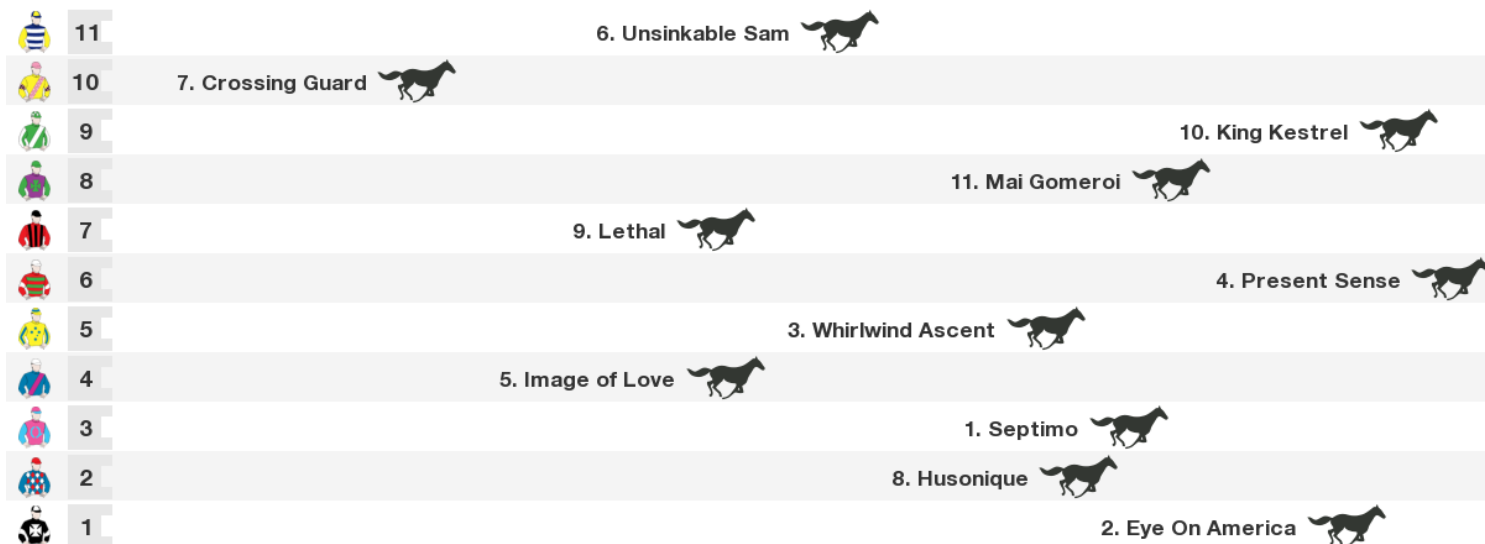 11 6. Unsinkable Sam
10 7. Crossing Guard
9 10. King Kestrel
8 11. Mai Gomeroi
7 9. Lethal
6 4. Present Sense
5 3. Whirlwind Ascent
4 5. Image of Love
3 1. Septimo
2 8. Husonique
1 2. Eye On America